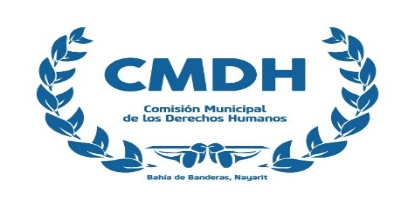 CMDH
Comisión Municipal
de los Derechos Humanos
Bahía de Banderas, Nayarit